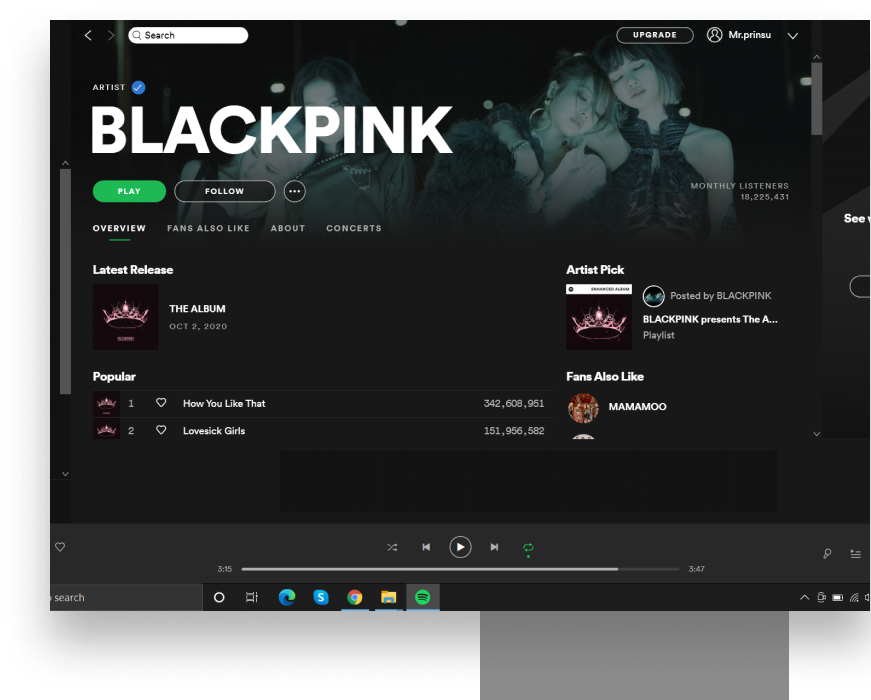 Search
UPGRADE
Mr.prinsu
ARTIST
BLACKPINK
PLAY
FOLLOW
MONTHLY LISTENERS
18,225,431
OVERVIEW
FANS ALSO LIKE
ABOUT
CONCERTS
See
Latest Release
THE ALBUM
OCT 2, 2020
Artist Pick
ENHANCED ALBUM
Posted by BLACKPINK
BLACKPINK presents The A...
Playlist
Popular
1 How You Like That 342,608,951
2 Lovesick Girls 151,956,582
Fans Also Like
MAMAMOO
3:15
3:47
search